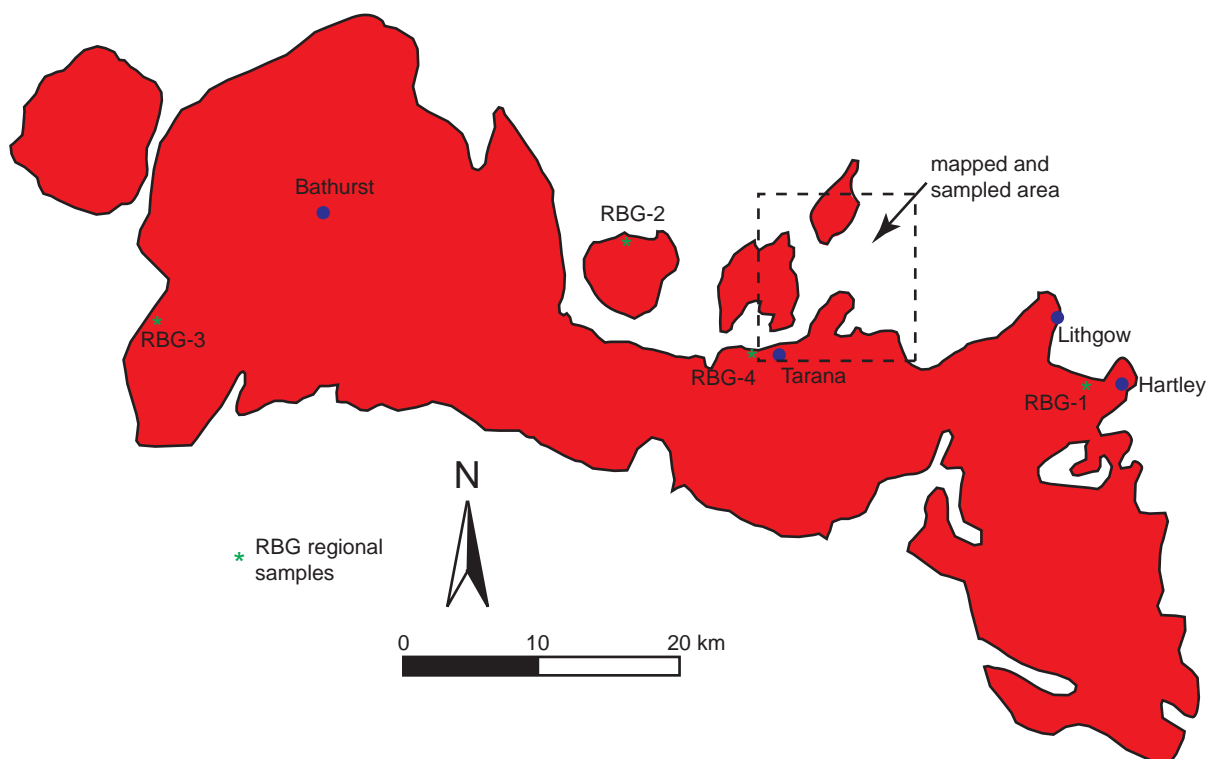 mapped and
sampled area
Bathurst
RBG-2
RBG-3
Lithgow
RBG-4
Tarana
RBG-1
Hartley
N
* RBG regional
samples
0 10 20 km